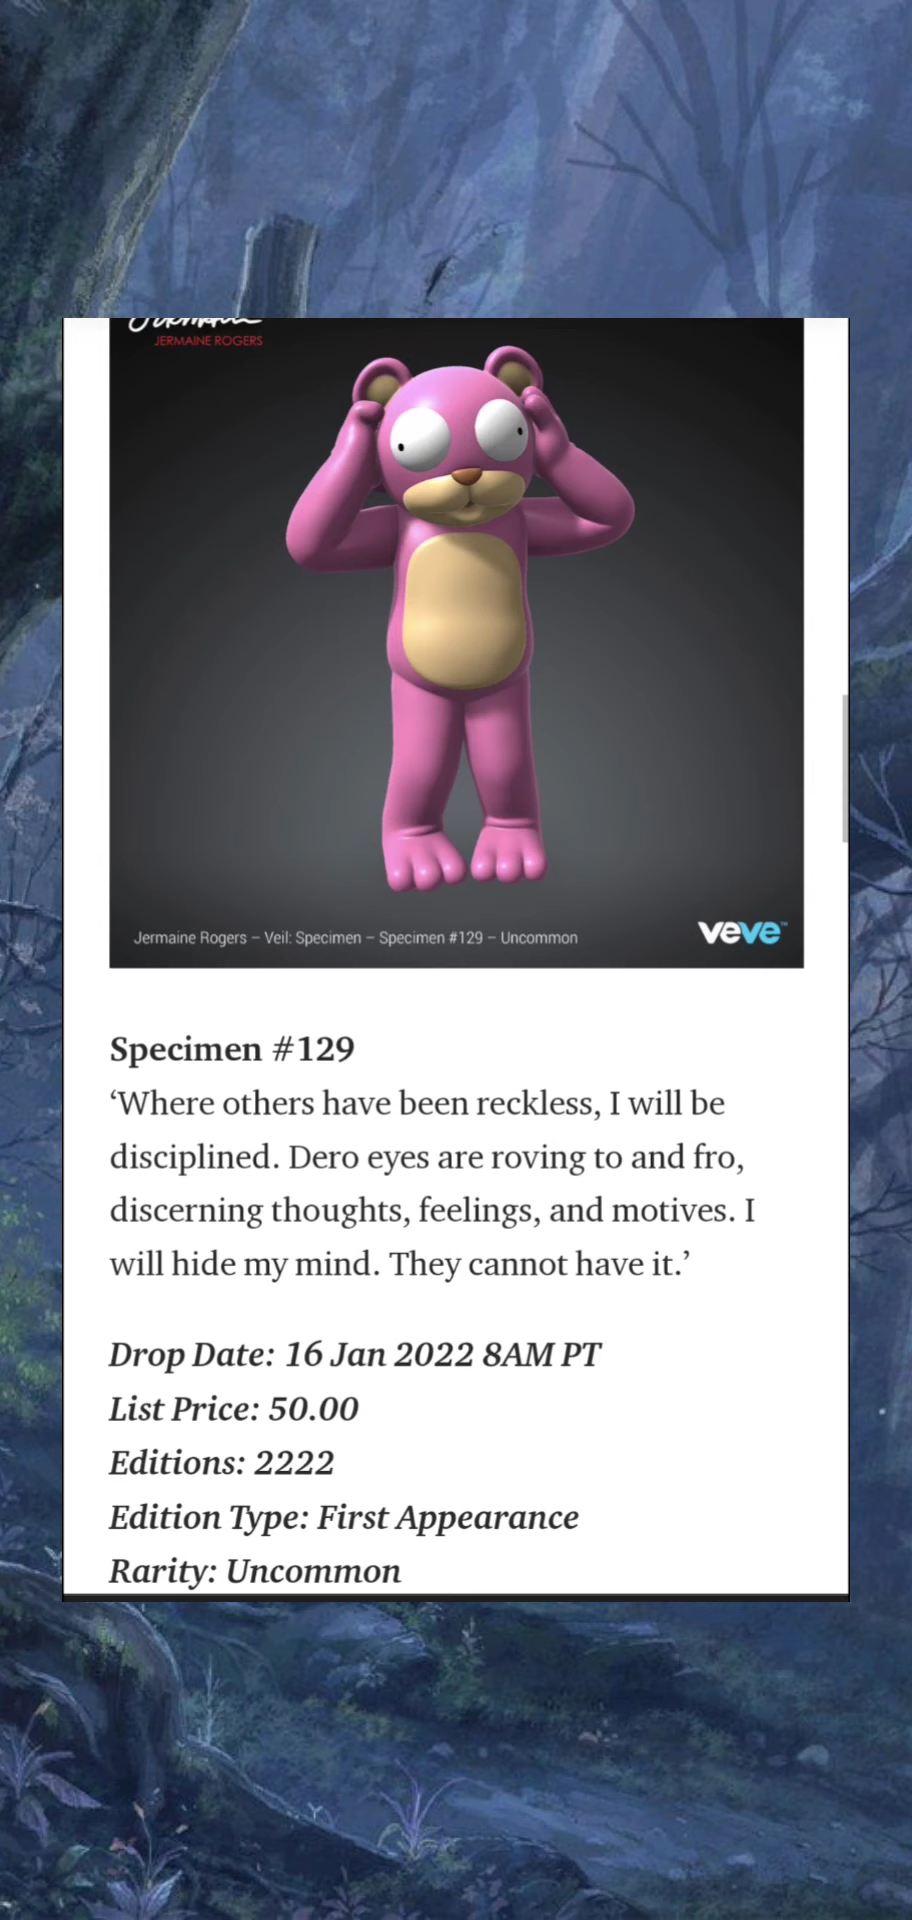 JERMAINE ROGERS
Jermaine Rogers – Veil: Specimen – Specimen #129 – Uncommon
veve™
Specimen #129
‘Where others have been reckless, I will be
disciplined. Dero eyes are roving to and fro,
discerning thoughts, feelings, and motives. I
will hide my mind. They cannot have it.’
Drop Date: 16 Jan 2022 8AM PT
List Price: 50.00
Editions: 2222
Edition Type: First Appearance
Rarity: Uncommon